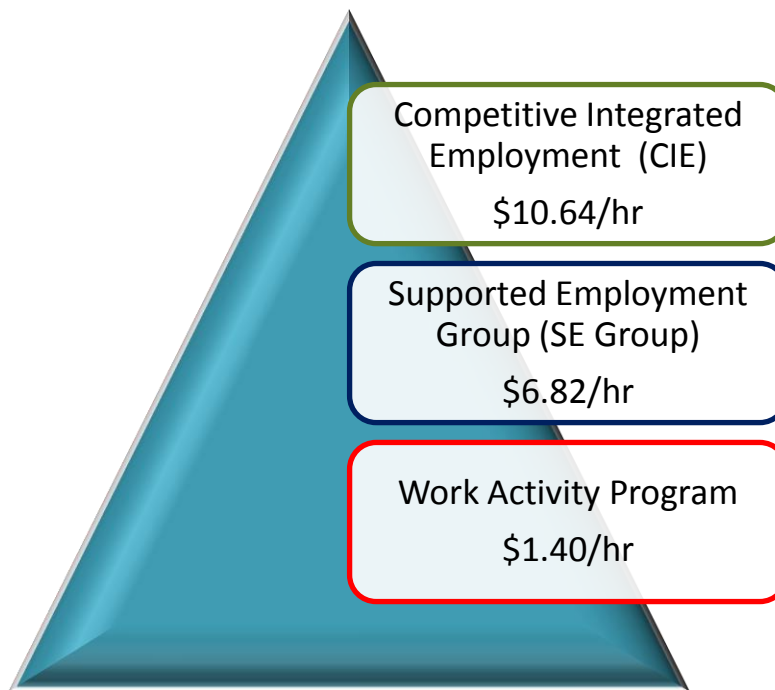 Competitive Integrated
Employment (CIE)
$10.64/hr
Supported Employment
Group (SE Group)
$6.82/hr
Work Activity Program
$1.40/hr